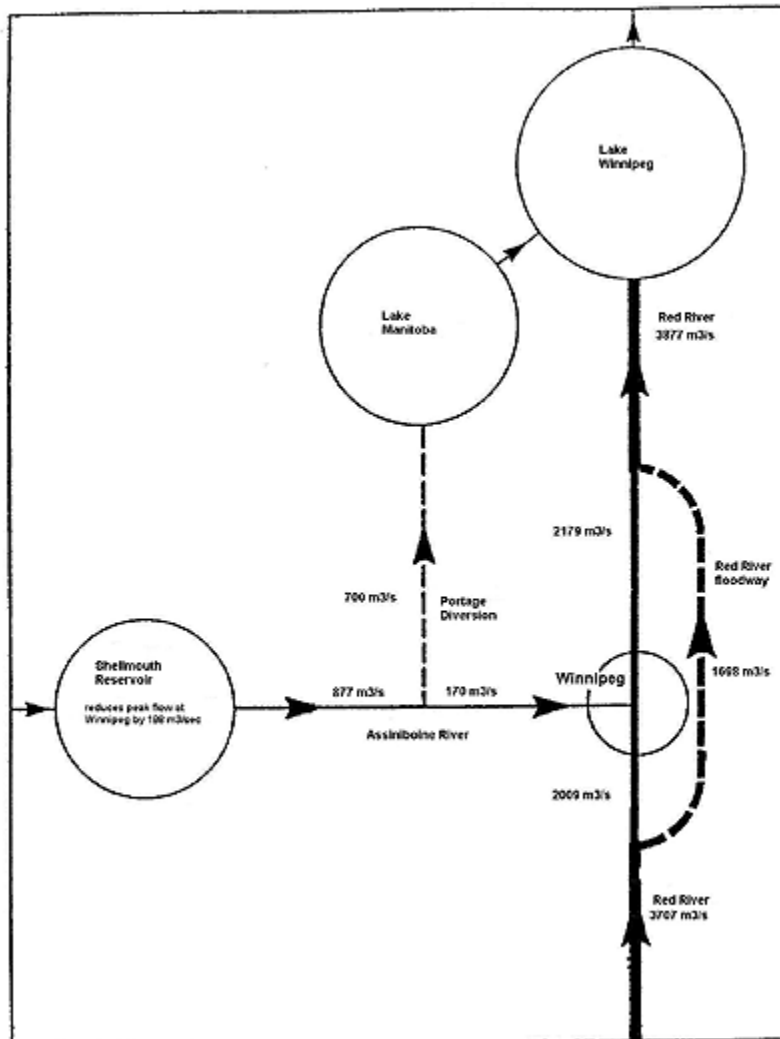 Lake
Winnipeg
Lake
Manitoba
Red River
3877 m3/s
2179 m3/s
Red River
floodway
700 m3/s
Portage
Diversion
Shellmouth
Reservoir
reduces peak flow at
Winnipeg by m3/sec
877 m3/s
170 m3/s
Winnipeg
1698 m3/s
Assiniboine River
2009 m3/s
Red River
3707 m3/s